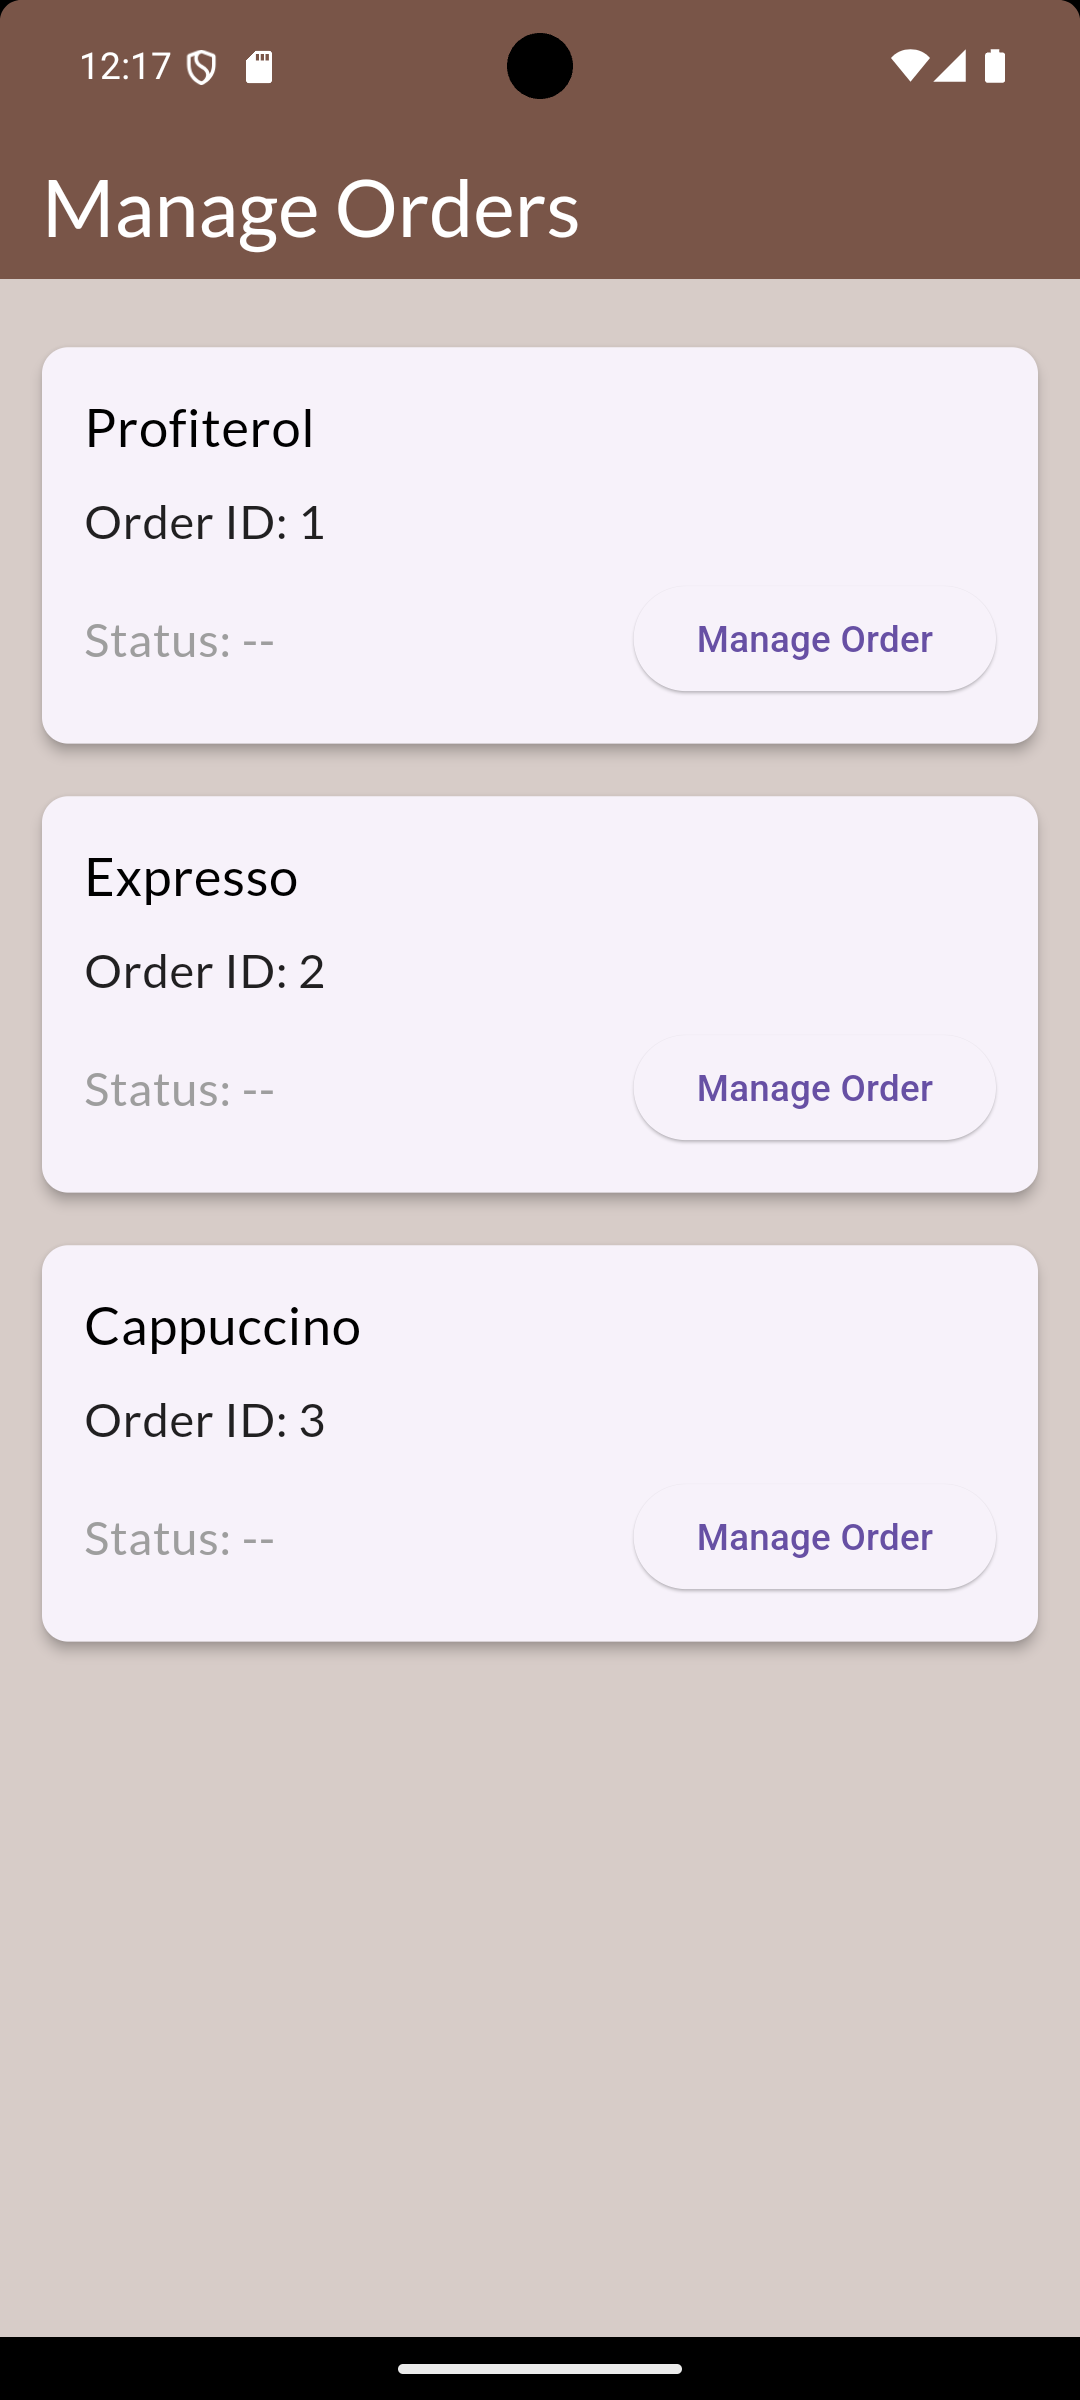 12:17
Manage Orders
Profiterol
Order ID: 1
Status: --
Manage Order
Expresso
Order ID: 2
Status: --
Manage Order
Cappuccino
Order ID: 3
Status: --
Manage Order